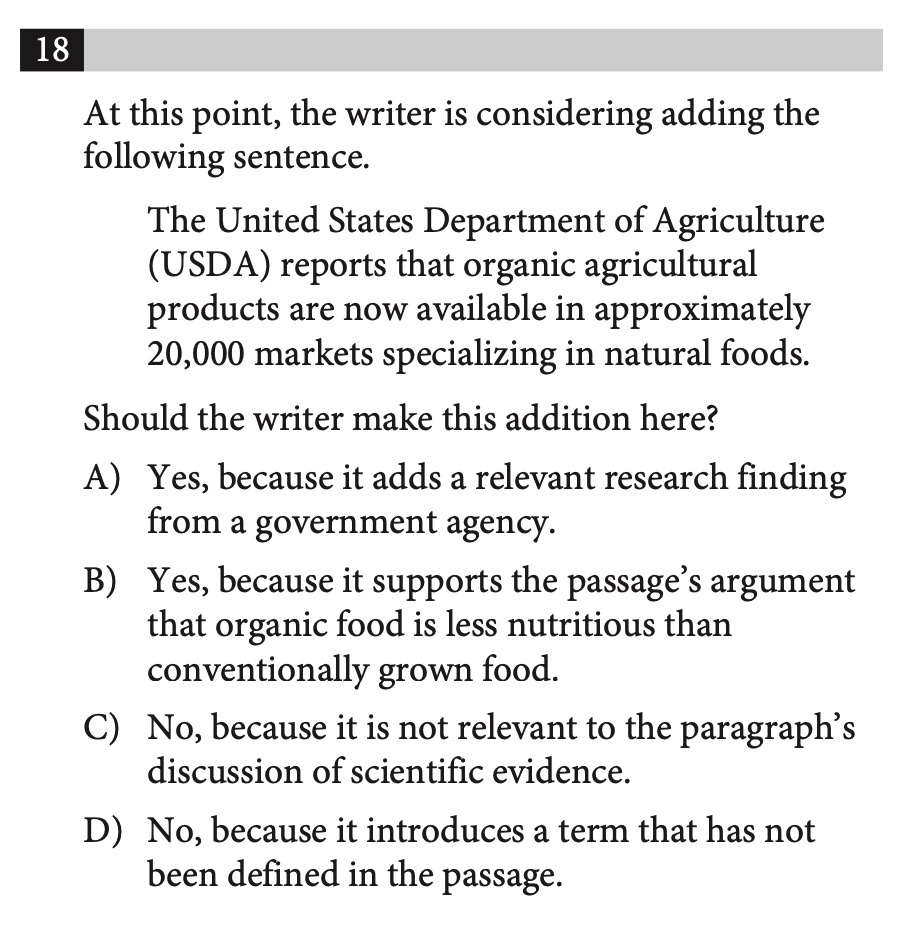 18
At this point, the writer is considering adding the
following sentence.
The United States Department of Agriculture
(USDA) reports that organic agricultural
products are now available in approximately
20,000 markets specializing in natural foods.
Should the writer make this addition here?
A) Yes, because it adds a relevant research finding
from a government agency.
B) Yes, because it supports the passage’s argument
that organic food is less nutritious than
conventionally grown food.
C) No, because it is not relevant to the paragraph’s
discussion of scientific evidence.
D) No, because it introduces a term that has not
been defined in the passage.